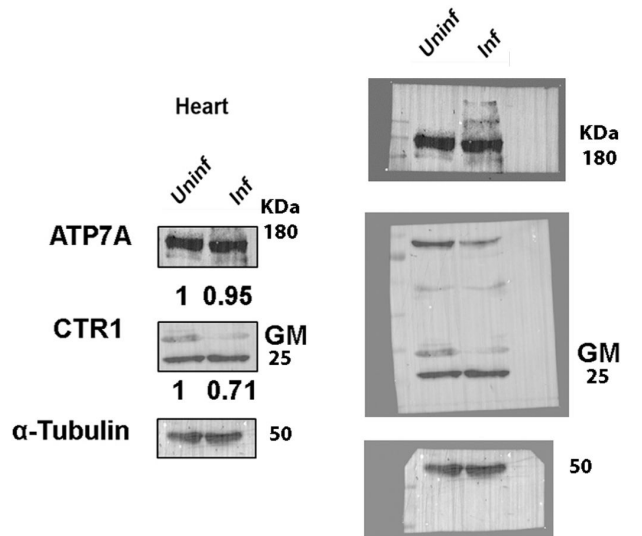 Heart
Uninf Inf
KDa
ATP7A 180
1 0.95
CTR1 GM
25
1 0.71
α-Tubulin 50
Uninf Inf
KDa
180
GM
25
50